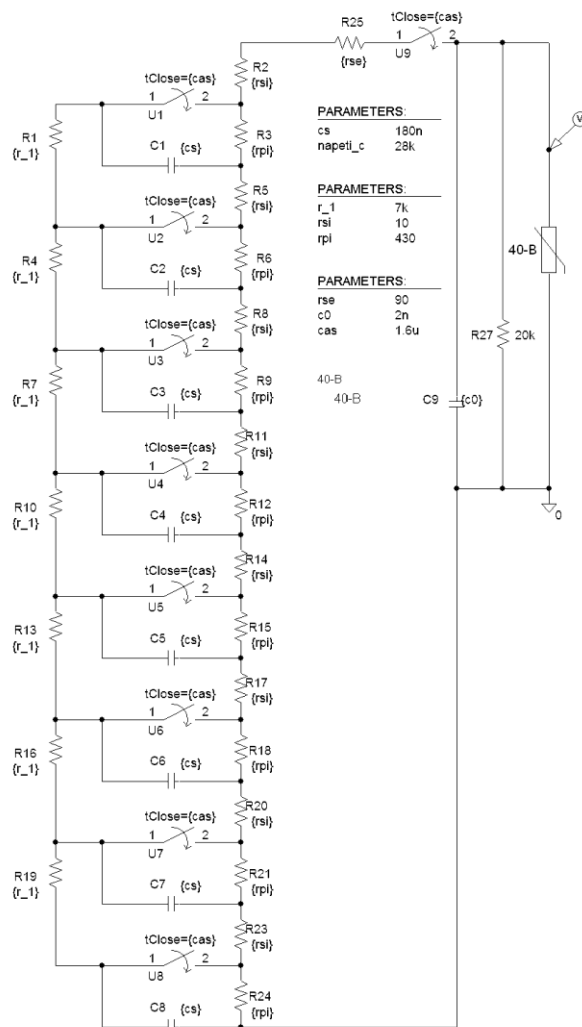 R25
{rse}
tClose={cas}
1 2
U9
R2
{rsi}
tClose={cas}
1 2
U1
R1
{r_1}
R3
{rpi}
C1 {cs}
R5
{rsi}
tClose={cas}
1 2
U2
R4
{r_1}
R6
{rpi}
C2 {cs}
R8
{rsi}
tClose={cas}
1 2
U3
R7
{r_1}
R9
{rpi}
C3 {cs}
R11
{rsi}
tClose={cas}
1 2
U4
R10
{r_1}
R12
{rpi}
C4 {cs}
R14
{rsi}
tClose={cas}
1 2
U5
R13
{r_1}
R15
{rpi}
C5 {cs}
R17
{rsi}
tClose={cas}
1 2
U6
R16
{r_1}
R18
{rpi}
C6 {cs}
R20
{rsi}
tClose={cas}
1 2
U7
R19
{r_1}
R21
{rpi}
C7 {cs}
R23
{rsi}
tClose={cas}
1 2
U8
R24
{rpi}
C8 {cs}
PARAMETERS:
cs 180n
napeti_c 28k
PARAMETERS:
r_1 7k
rsi 10
rpi 430
PARAMETERS:
rse 90
c0 2n
cas 1.6u
40-B
40-B
C9 {c0}
R27 20k
40-B
V
0